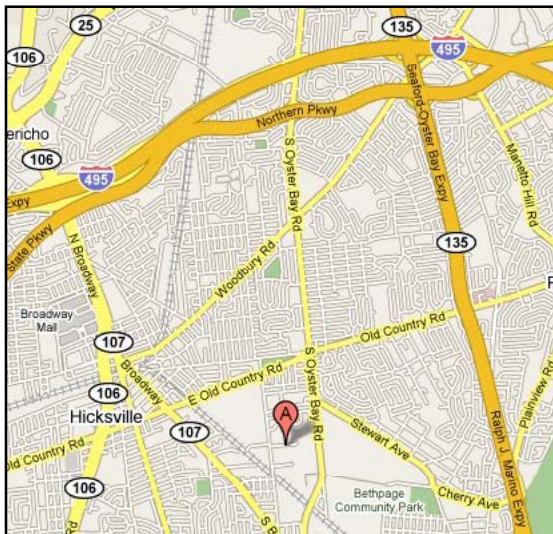 25
135
106
495
Northern Pkwy
ericho
106
Seaford-Oyster Bay Expy
S Oyster Bay Rd
Manetto Hill Rd
495
Expy
State Pkwy
N Broadway
Woodbury Rd
135
Broadway
Mall
107
P
Old Country Rd
S Oyster Bay Rd
Broadway
106
E Old Country Rd
Hicksville
A
107
Plainview Rd
Old Country Rd
Stewart Ave
Ralph J. Marino Expy
106
Bethpage
Community Park
Cherry Ave
Rd
S B